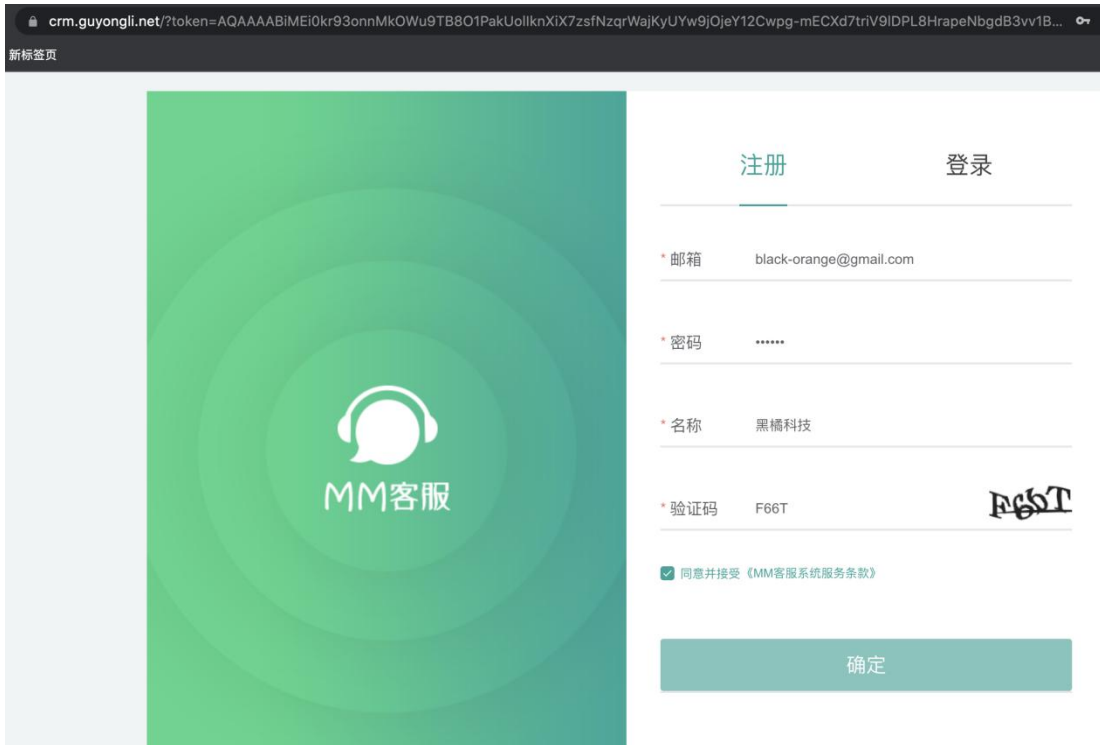 crm.guyongli.net/?token=AQAAAABiMEi0kr93onnMkOWu9TB8O1PakUolIknXiX7zsfNzqrWajKyUYw9jOjeY12Cwpg-mECXd7triV9lDPL8HrapeNbgdB3vv1B...
新标签页
注册 登录
* 邮箱 black-orange@gmail.com
* 密码 ••••••
* 名称 黑橘科技
MM客服
* 验证码 F66T F66T
同意并接受《MM客服系统服务条款》
确定